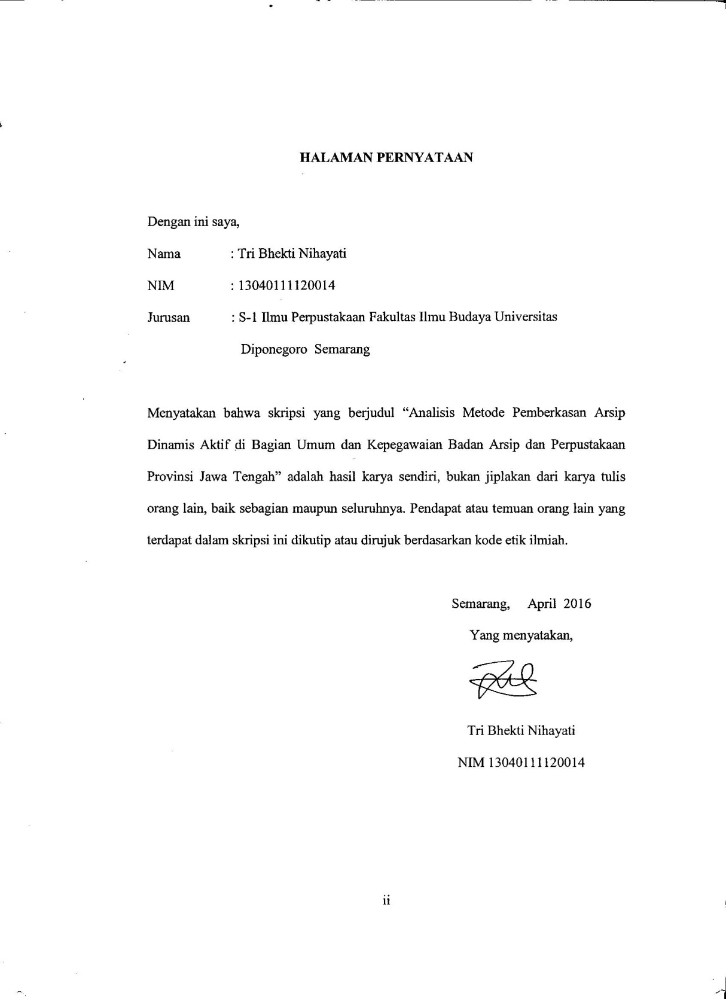 HALAMAN PERNYATAAN
Dengan ini saya,
Nama : Tri Bhekti Nihayati
NIM : 13040111120014
Jurusan : S-1 Ilmu Perpustakaan Fakultas Ilmu Budaya Universitas
Diponegoro Semarang
Menyatakan bahwa skripsi yang berjudul “Analisis Metode Pemberkasan Arsip
Dinamis Aktif di Bagian Umum dan Kepegawaian Badan Arsip dan Perpustakaan
Provinsi Jawa Tengah” adalah hasil karya sendiri, bukan jiplakan dari karya tulis
orang lain, baik sebagian maupun seluruhnya. Pendapat atau temuan orang lain yang
terdapat dalam skripsi ini dikutip atau dirujuk berdasarkan kode etik ilmiah.
Semarang, April 2016
Yang menyatakan,
Tri Bhekti Nihayati
NIM 13040111120014
ii